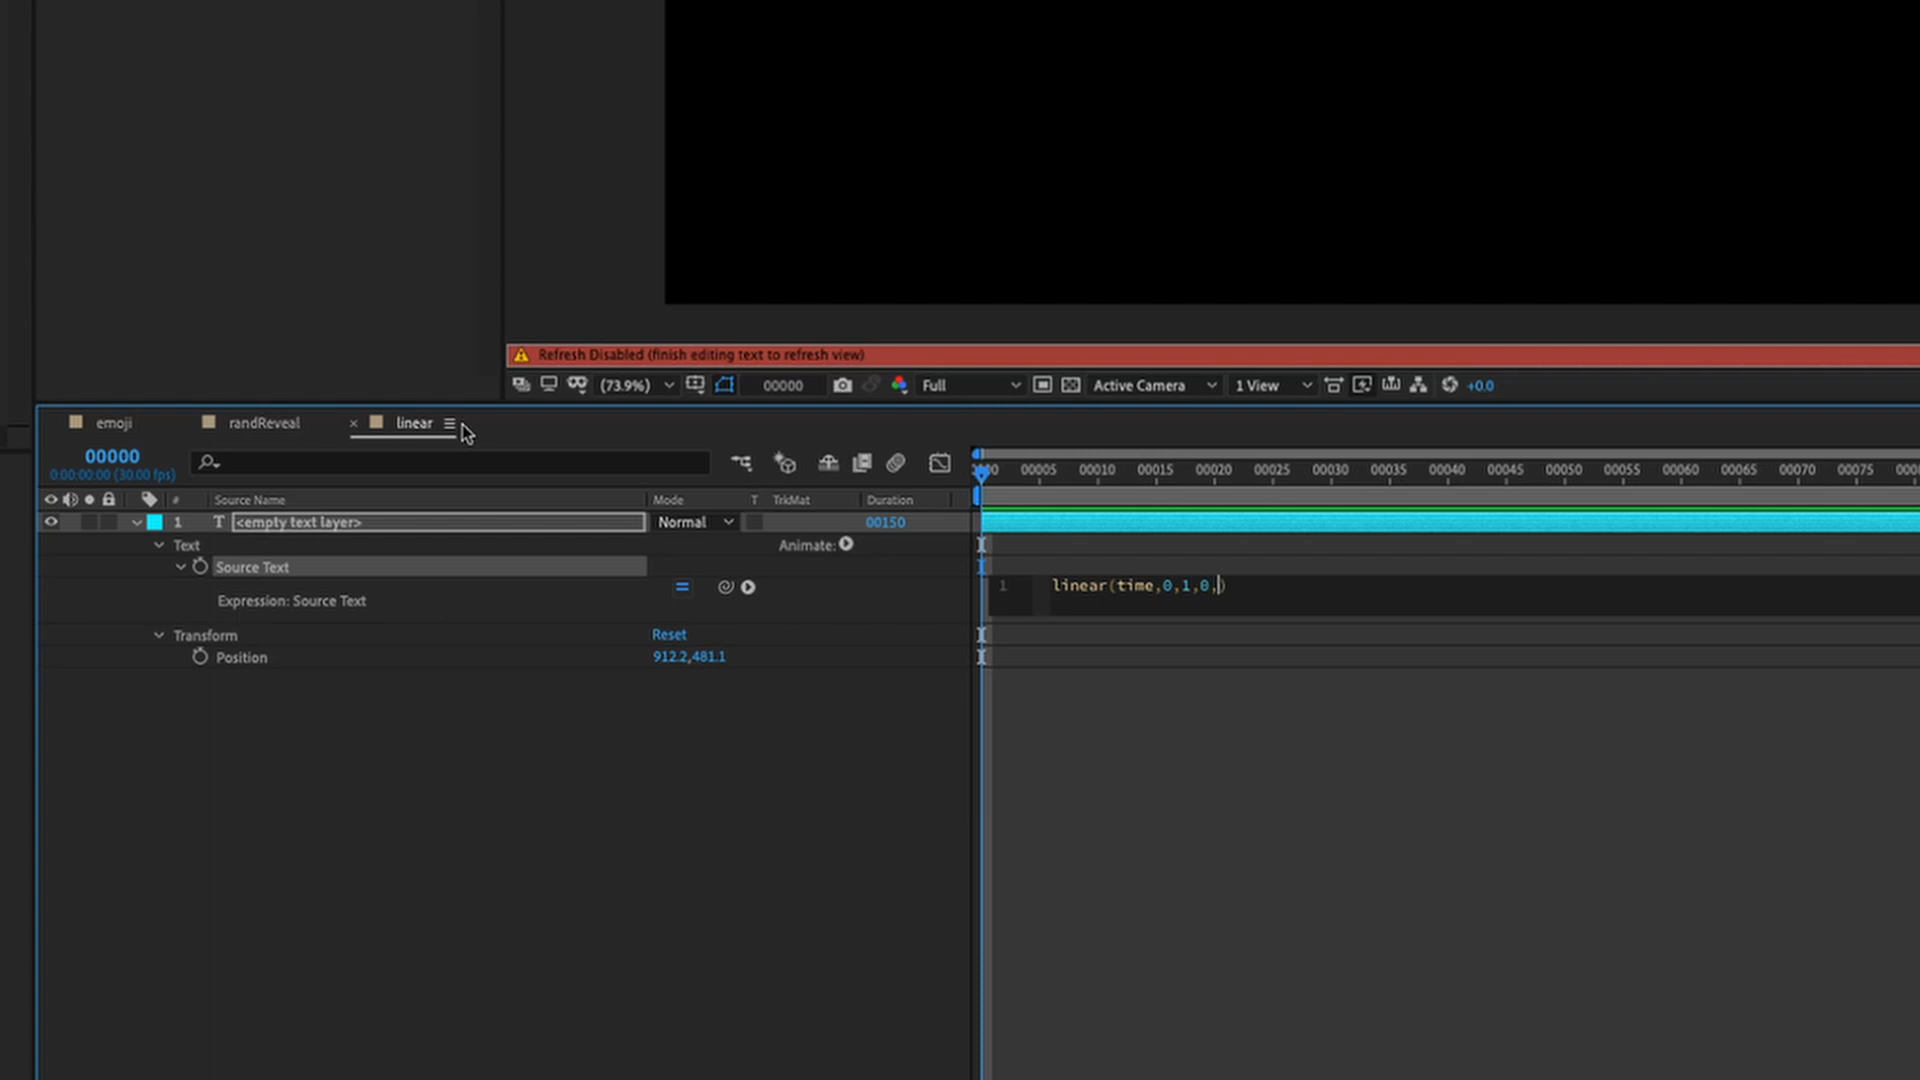 Refresh Disabled (finish editing text to refresh view)
(73.9%) 00000 Full Active Camera 1 View +0.0
emoji × randReveal linear
00000
0:00:00:00 (30.00 fps)
00005 00010 00015 00020 00025 00030 00035 00040 00045 00050 00055 00060 00065 00070 00075
# Source Name Mode T TrkMat Duration
1 T <empty text layer> Normal 00150
Text Animate:
Source Text
1 linear(time,0,1,0,)
Expression: Source Text
Transform Reset
Position 912.2,481.1